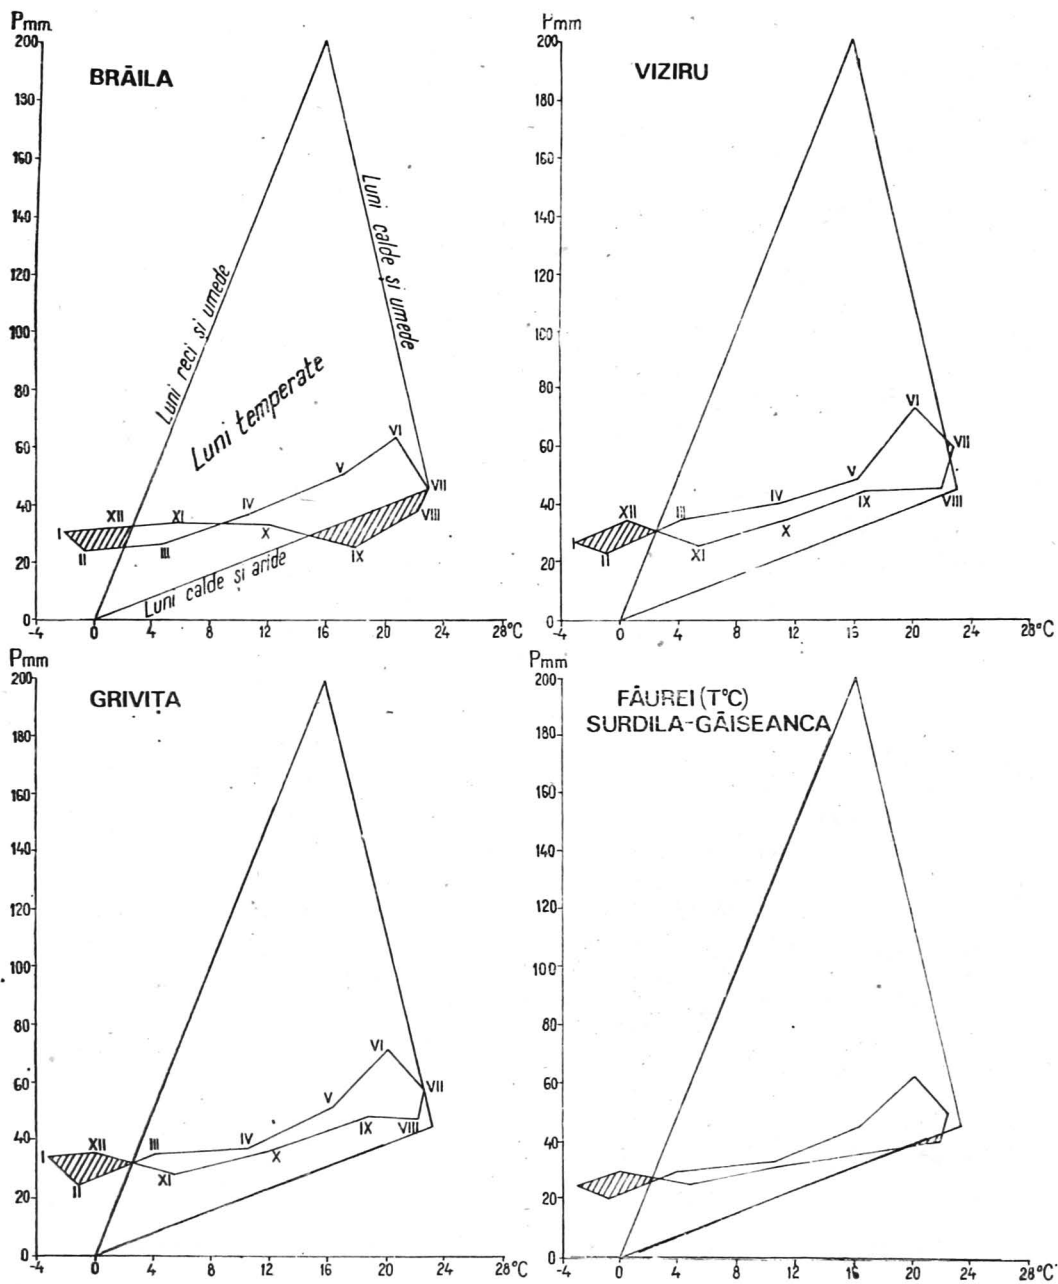 Pmm
BRĂILA
200
180
160
140
120
100
80
60
40
20
0
-4 0 4 8 12 16 20 24 28°C
Luni reci și umede
Luni calde și umede
Luni temperate
Luni calde și aride
I
II
III
IV
V
VI
VII
VIII
IX
X
XI
XII
Pmm
VIZIRU
200
180
160
140
120
100
80
60
40
20
0
-4 0 4 8 12 16 20 24 28°C
I
II
III
IV
V
VI
VII
VIII
IX
X
XI
XII
Pmm
GRIVIȚA
200
180
160
140
120
100
80
60
40
20
0
-4 0 4 8 12 16 20 24 28°C
I
II
III
IV
V
VI
VII
VIII
IX
X
XI
XII
Pmm
FĂUREI (T°C)
SURDILA-GĂISEANCA
200
180
160
140
120
100
80
60
40
20
0
-4 0 4 8 12 16 20 24 28°C